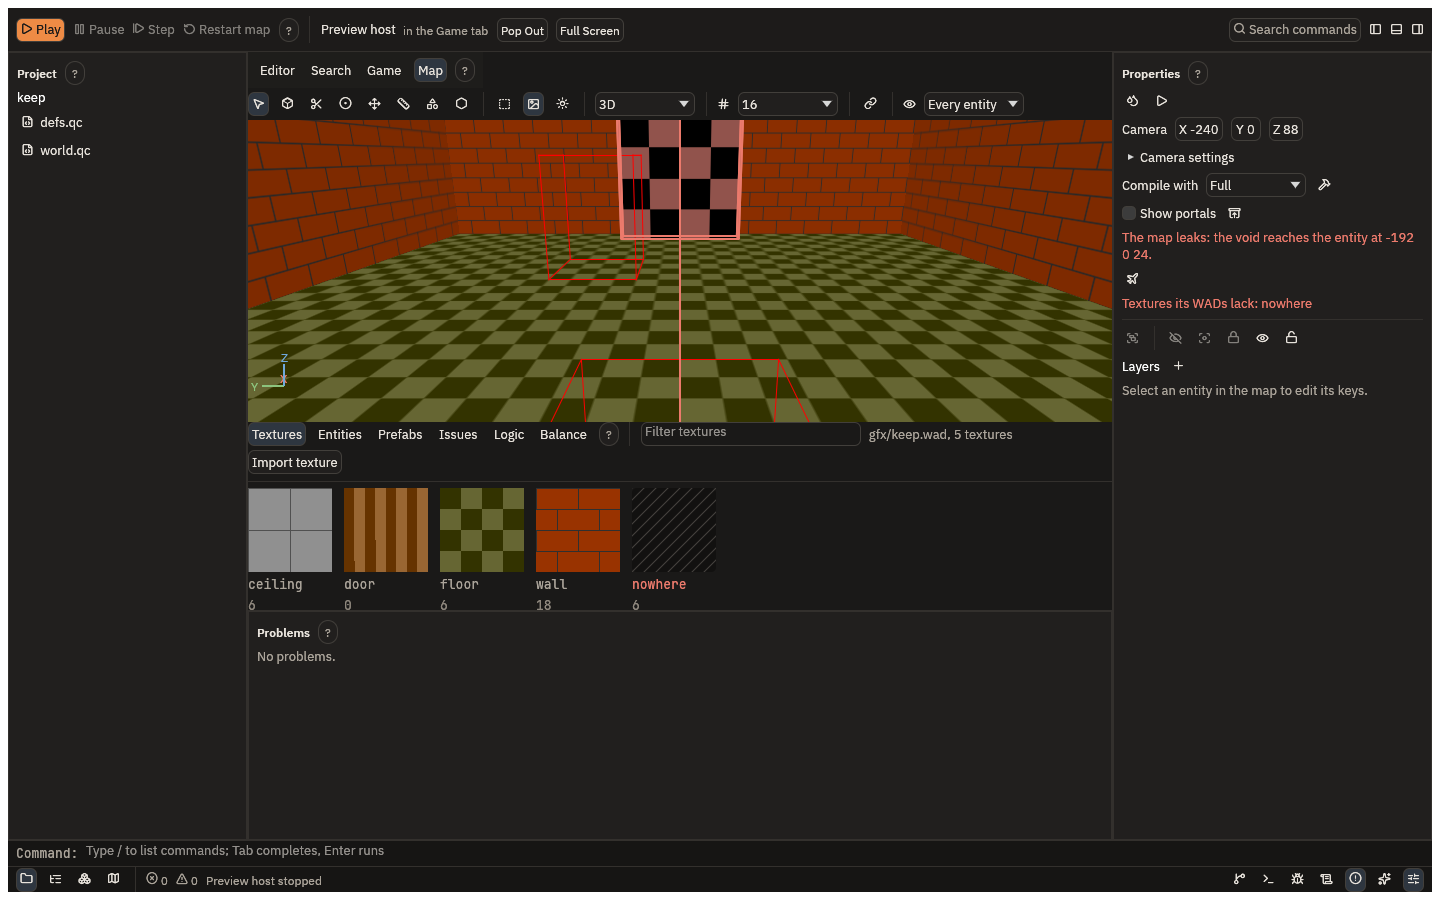 Play Pause Step Restart map ? Preview host in the Game tab Pop Out Full Screen Search commands
Project ?
keep
defs.qc
world.qc
Editor Search Game Map ?
3D # 16 Every entity
Z
Y X
Textures Entities Prefabs Issues Logic Balance ? Filter textures gfx/keep.wad, 5 textures
Import texture
ceiling door floor wall nowhere
6 0 6 18 6
Problems ?
No problems.
Properties ?
Camera X -240 Y 0 Z 88
Camera settings
Compile with Full
Show portals
The map leaks: the void reaches the entity at -192
0 24.
Textures its WADs lack: nowhere
Layers +
Select an entity in the map to edit its keys.
Command: Type / to list commands; Tab completes, Enter runs
0 0 Preview host stopped